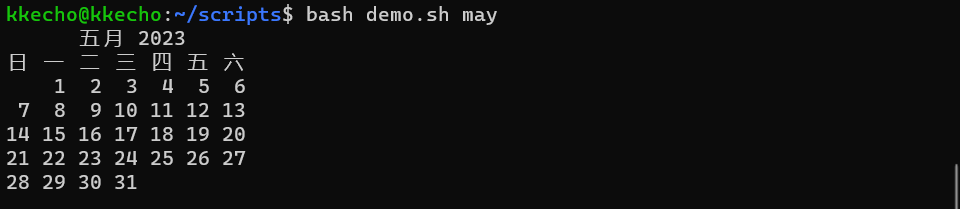 kkecho@kkecho:~/scripts$ bash demo.sh may
      五月 2023
日 一 二 三 四 五 六
    1  2  3  4  5  6
 7  8  9 10 11 12 13
14 15 16 17 18 19 20
21 22 23 24 25 26 27
28 29 30 31